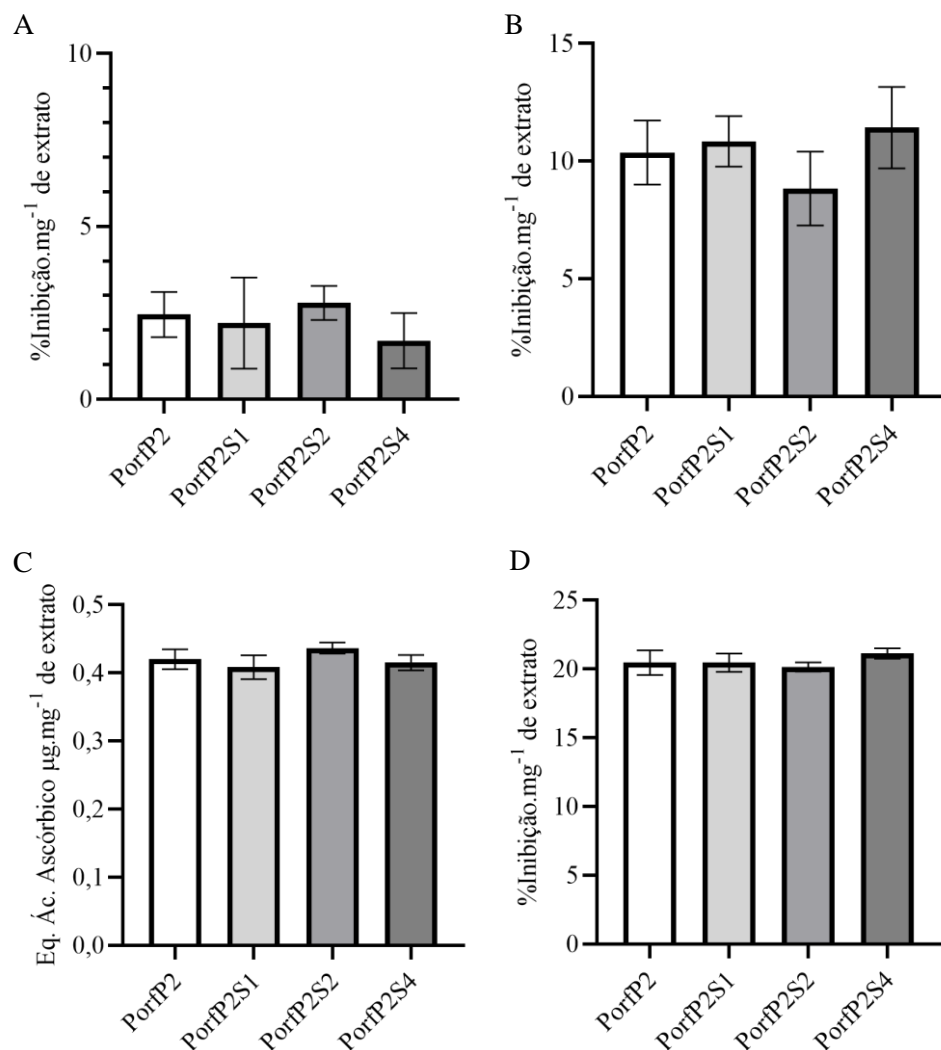 A
%Inibição.mg⁻¹ de extrato
10
5
0
PorfP2
PorfP2S1
PorfP2S2
PorfP2S4
B
%Inibição.mg⁻¹ de extrato
15
10
5
0
PorfP2
PorfP2S1
PorfP2S2
PorfP2S4
C
Eq. Ác. Ascórbico µg.mg⁻¹ de extrato
0,5
0,4
0,3
0,2
0,1
0,0
PorfP2
PorfP2S1
PorfP2S2
PorfP2S4
D
%Inibição.mg⁻¹ de extrato
25
20
15
10
5
0
PorfP2
PorfP2S1
PorfP2S2
PorfP2S4